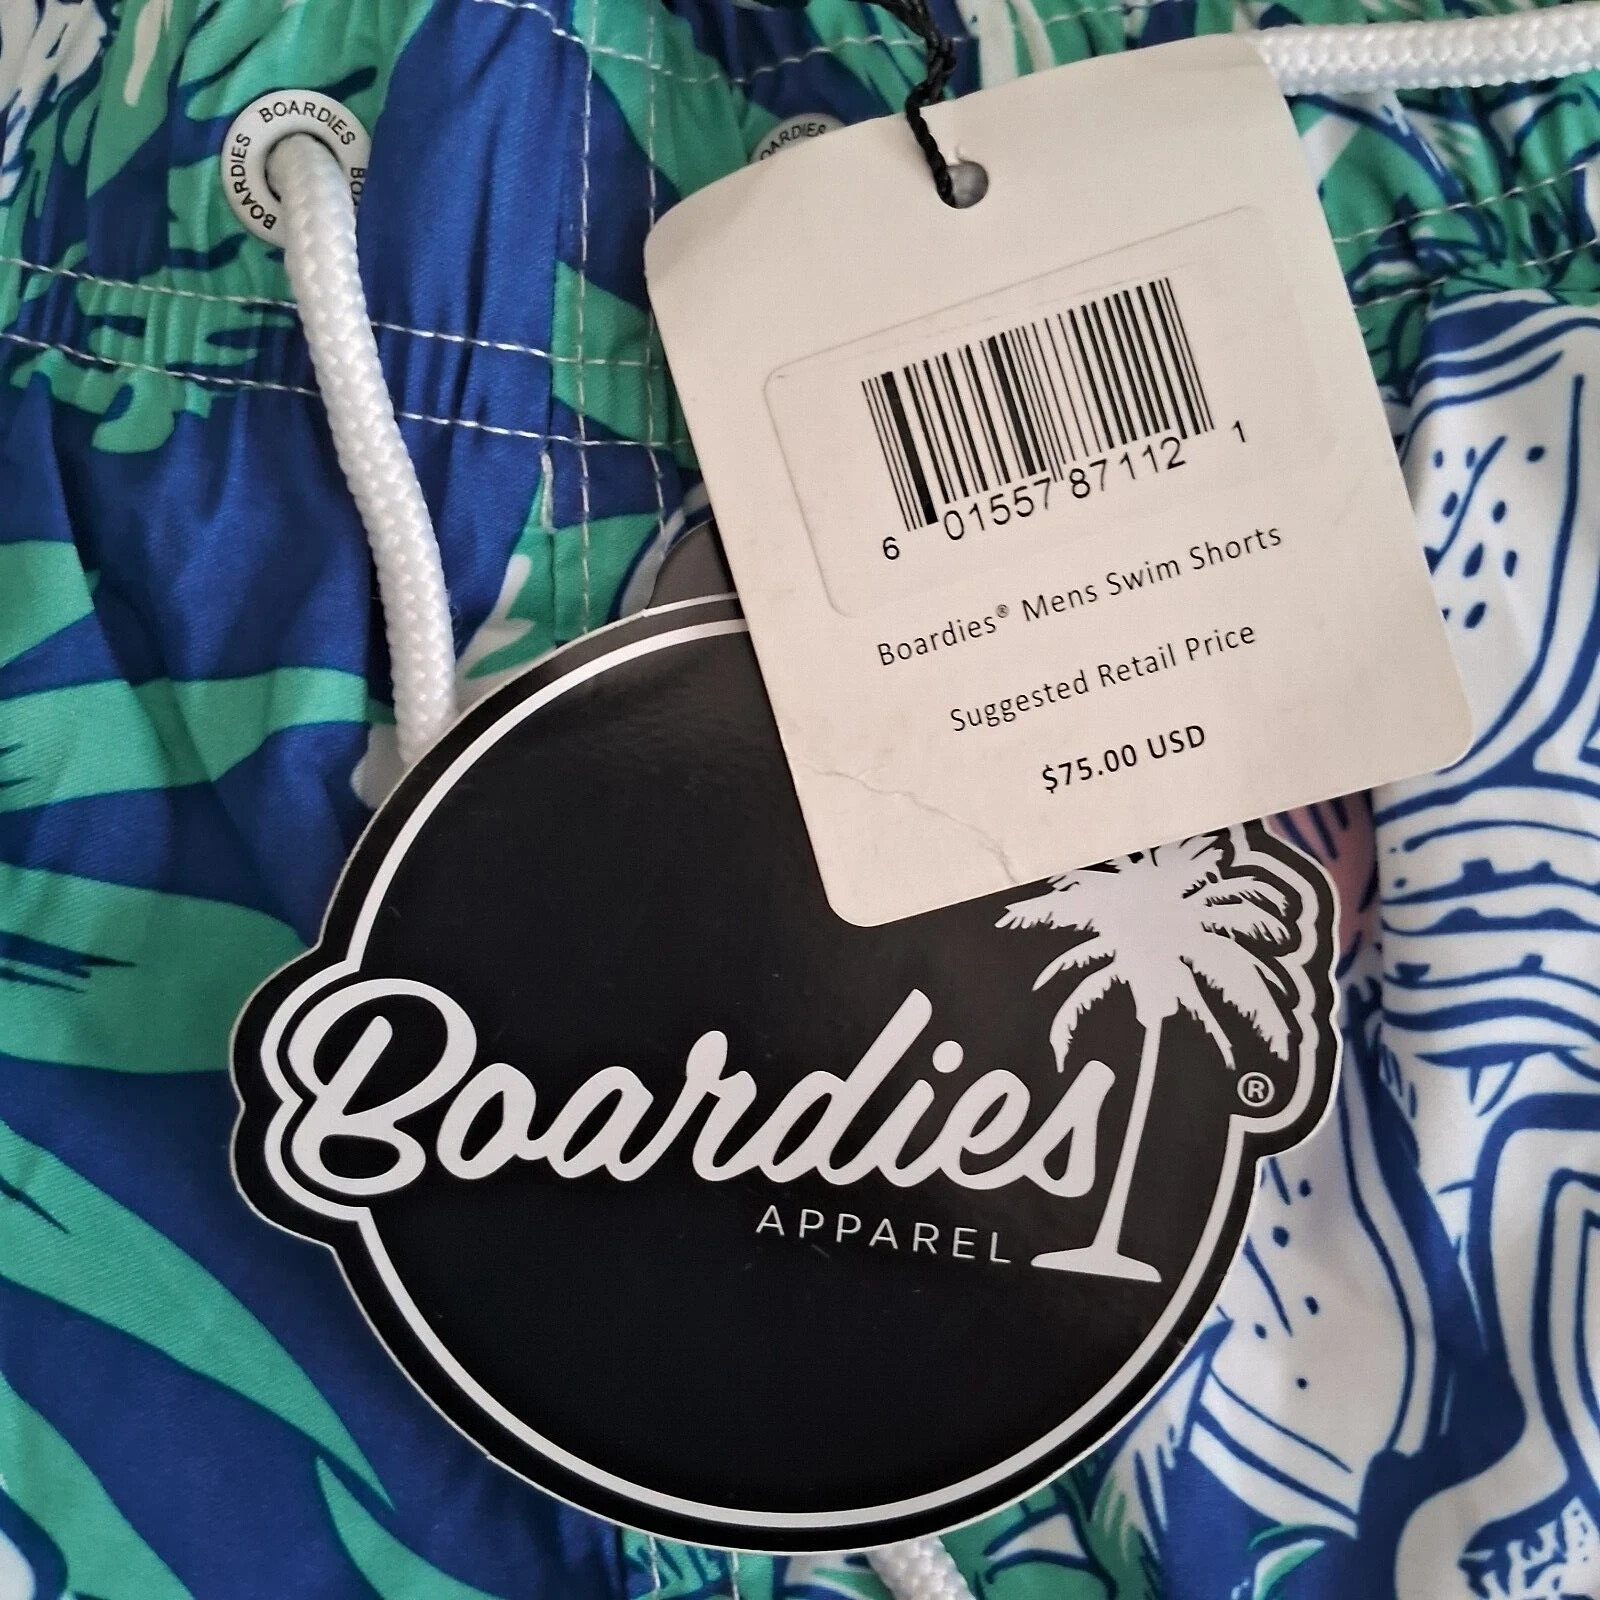 BOARDIES BOARDIES
6 01557 87112 1
Boardies® Mens Swim Shorts
Suggested Retail Price
$75.00 USD
Boardies®
APPAREL